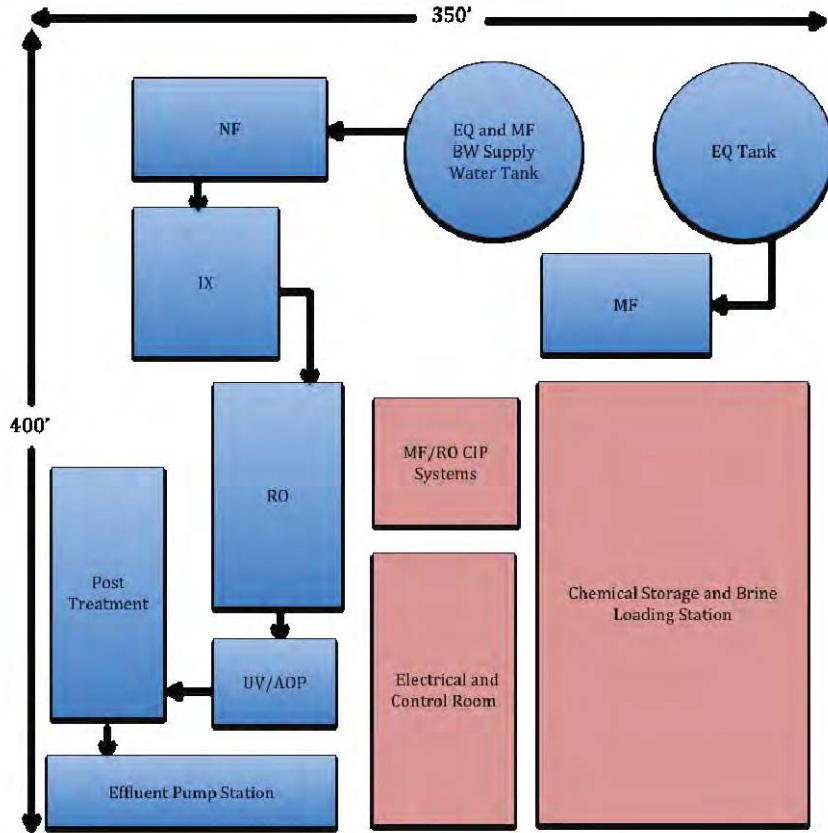 350'
NF
EQ and MF
BW Supply
Water Tank
EQ Tank
IX
MF
400'
RO
MF/RO CIP
Systems
Post
Treatment
Chemical Storage and Brine
Loading Station
UV/AOP
Electrical and
Control Room
Effluent Pump Station